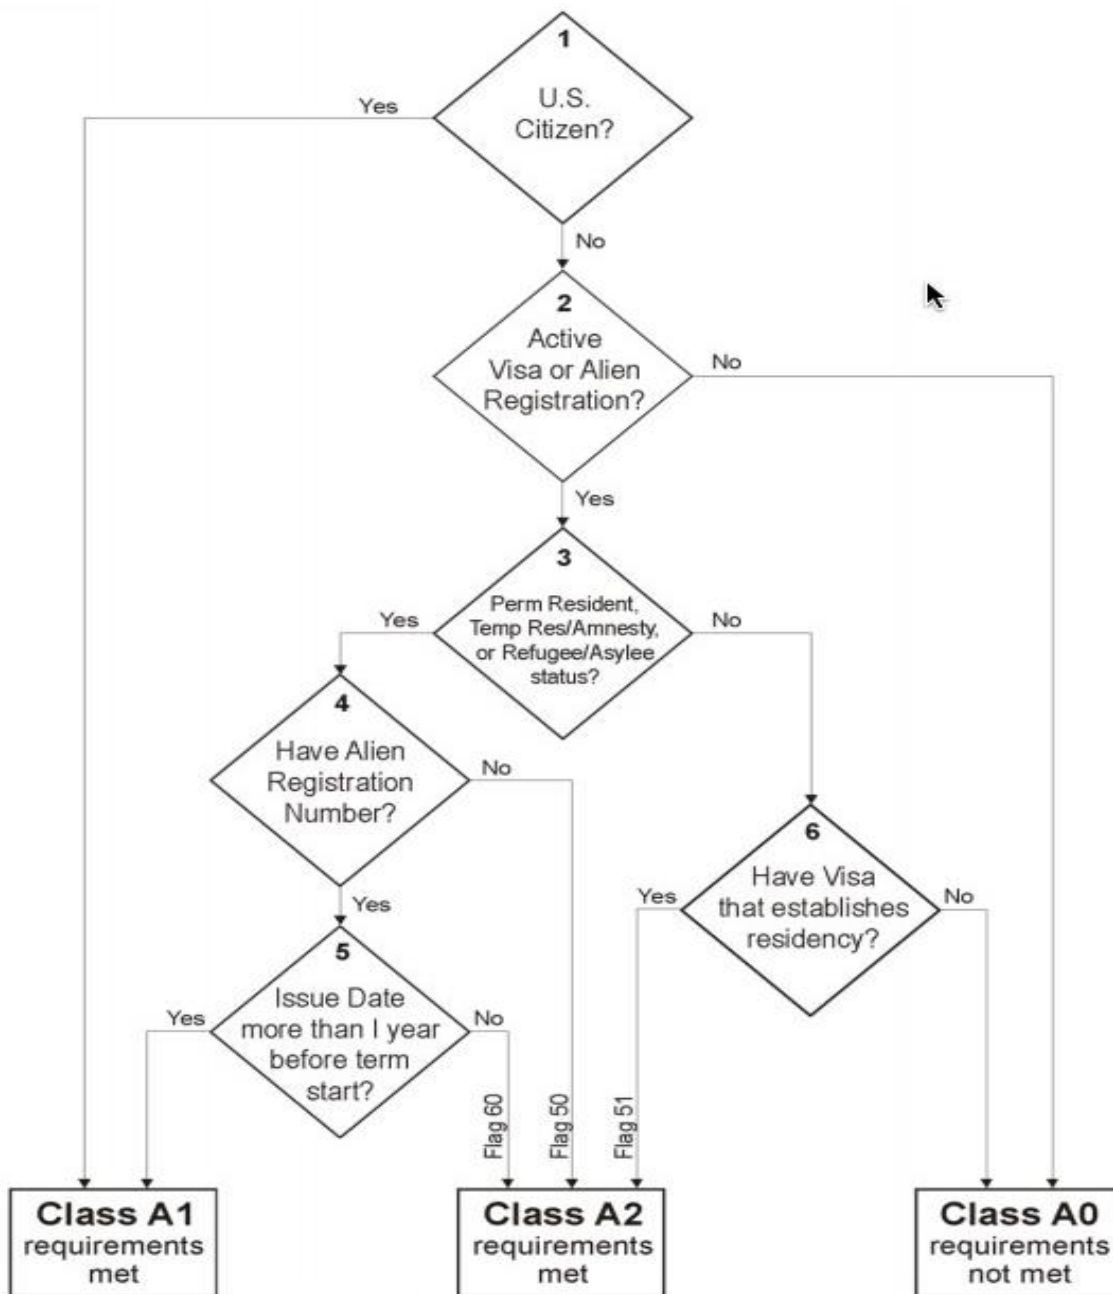 1
U.S.
Citizen?
Yes
No
2
Active
Visa or Alien
Registration?
No
Yes
3
Perm Resident,
Temp Res/Amnesty,
or Refugee/Asylee
status?
Yes
No
4
Have Alien
Registration
Number?
No
Yes
6
Have Visa
that establishes
residency?
Yes
No
5
Issue Date
more than I year
before term
start?
Yes
No
Flag 60
Flag 50
Flag 51
Class A1
requirements
met
Class A2
requirements
met
Class A0
requirements
not met